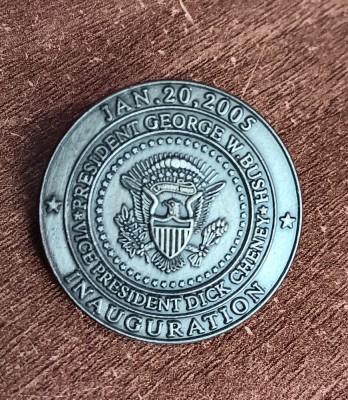 JAN.20,2005
PRESIDENT GEORGE W. BUSH
VICE PRESIDENT DICK CHENEY
INAUGURATION